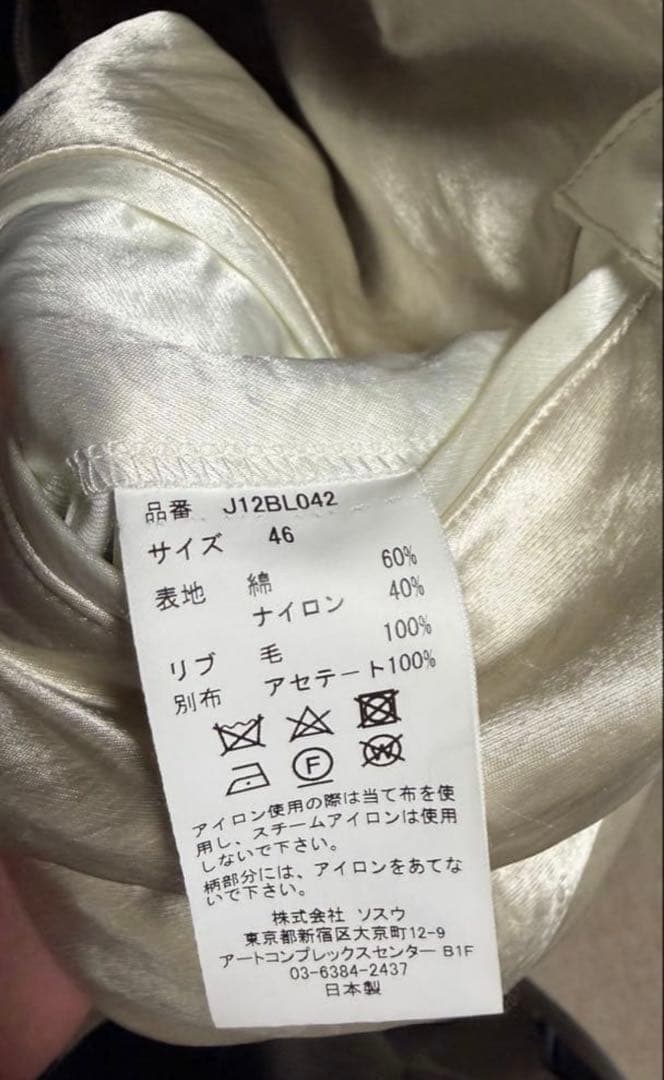 品番 J12BL042
サイズ 46
表地 綿 60%
ナイロン 40%
リブ 毛 100%
別布 アセテート100%
F W
アイロン使用の際は当て布を使
用し、スチームアイロンは使用
しないで下さい。
柄部分には、アイロンをあてな
いで下さい。
株式会社 ソスウ
東京都新宿区大京町12-9
アートコンプレックスセンター B1F
03-6384-2437
日本製